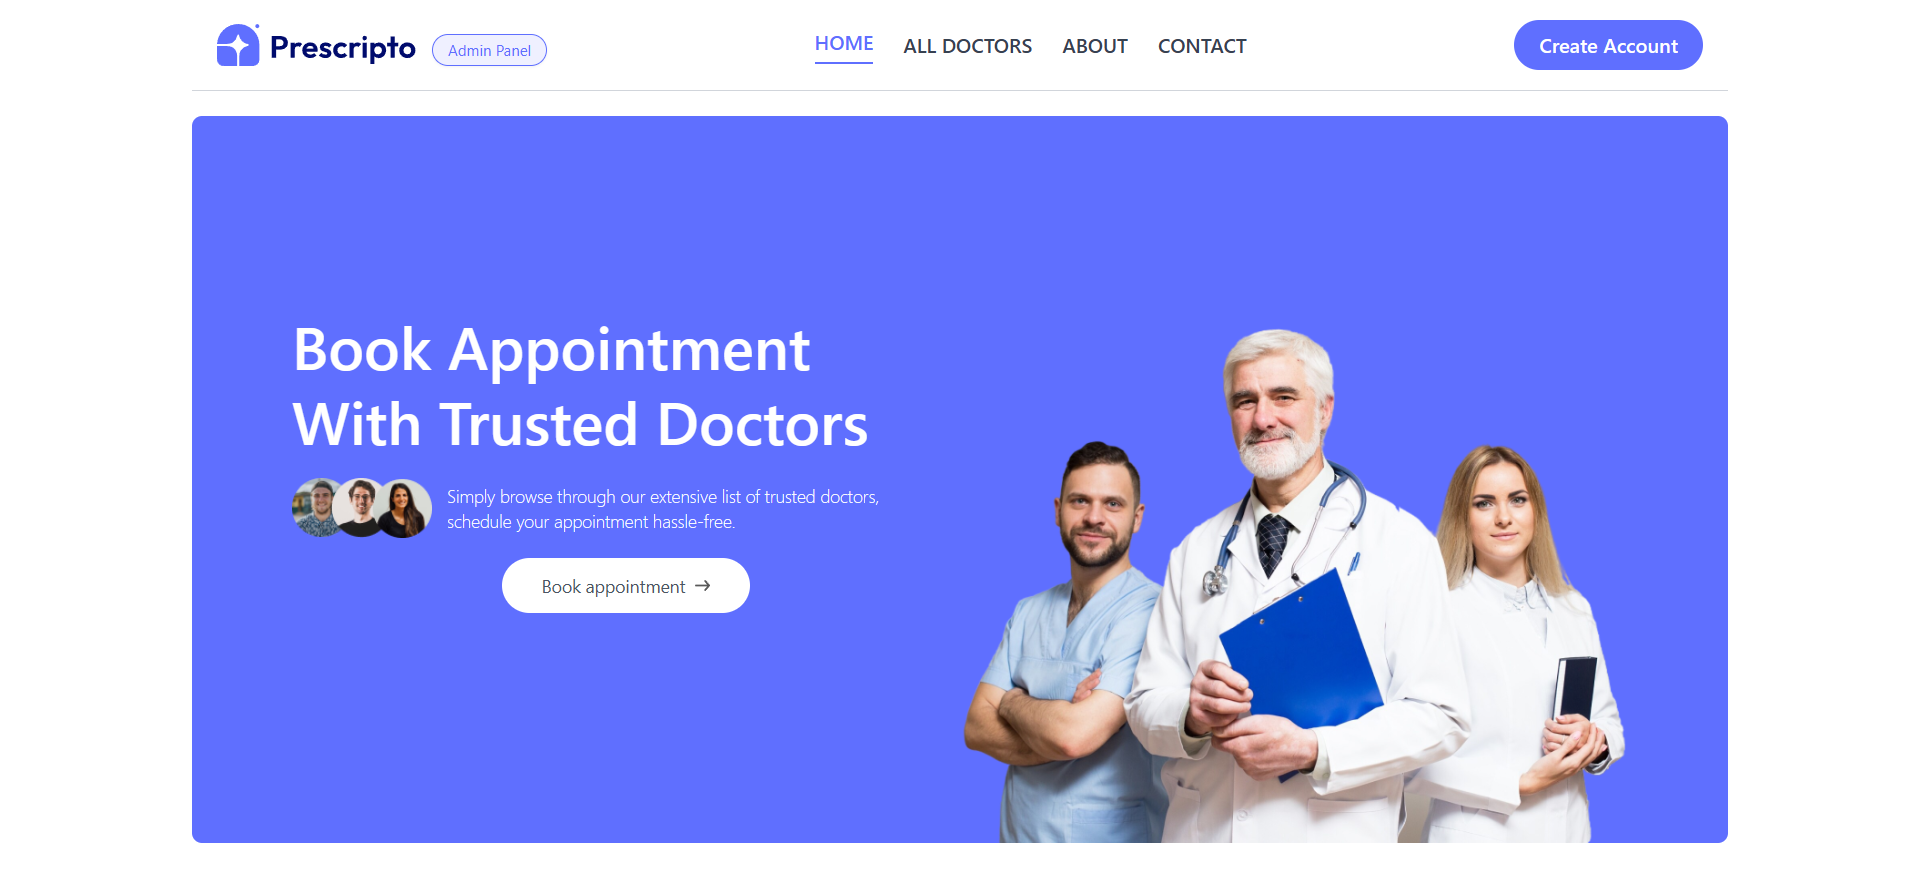 Prescripto
Admin Panel
HOME
ALL DOCTORS
ABOUT
CONTACT
Create Account
Book Appointment
With Trusted Doctors
Simply browse through our extensive list of trusted doctors,
schedule your appointment hassle-free.
Book appointment →